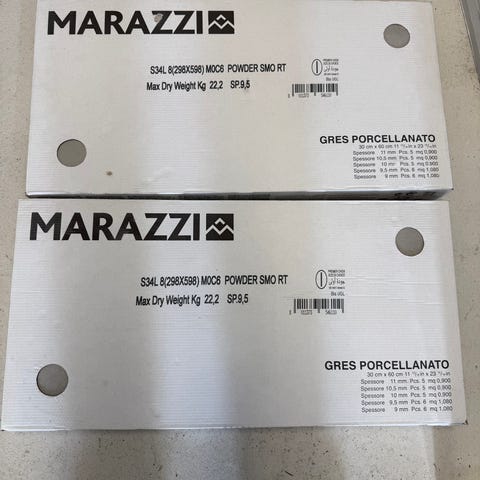 MARAZZI
S34L 8(298X598) M0C6 POWDER SMO RT
Max Dry Weight Kg 22,2 SP.9,5
GRES PORCELLANATO
30 cm x 60 cm
Spessore 11 mm Pcs. 5 mq 0,900
Spessore 10,5 mm Pcs. 5 mq 0,900
Spessore 10 mm Pcs. 5 mq 0,900
Spessore 9,5 mm Pcs. 6 mq 1,080
Spessore 9 mm Pcs. 6 mq 1,080
MARAZZI
S34L 8(298X598) M0C6 POWDER SMO RT
Max Dry Weight Kg 22,2 SP.9,5
BIa UGL
GRES PORCELLANATO
30 cm x 60 cm
Spessore 11 mm Pcs. 5 mq 0,900
Spessore 10,5 mm Pcs. 5 mq 0,900
Spessore 10 mm Pcs. 5 mq 0,900
Spessore 9,5 mm Pcs. 6 mq 1,080
Spessore 9 mm Pcs. 6 mq 1,080